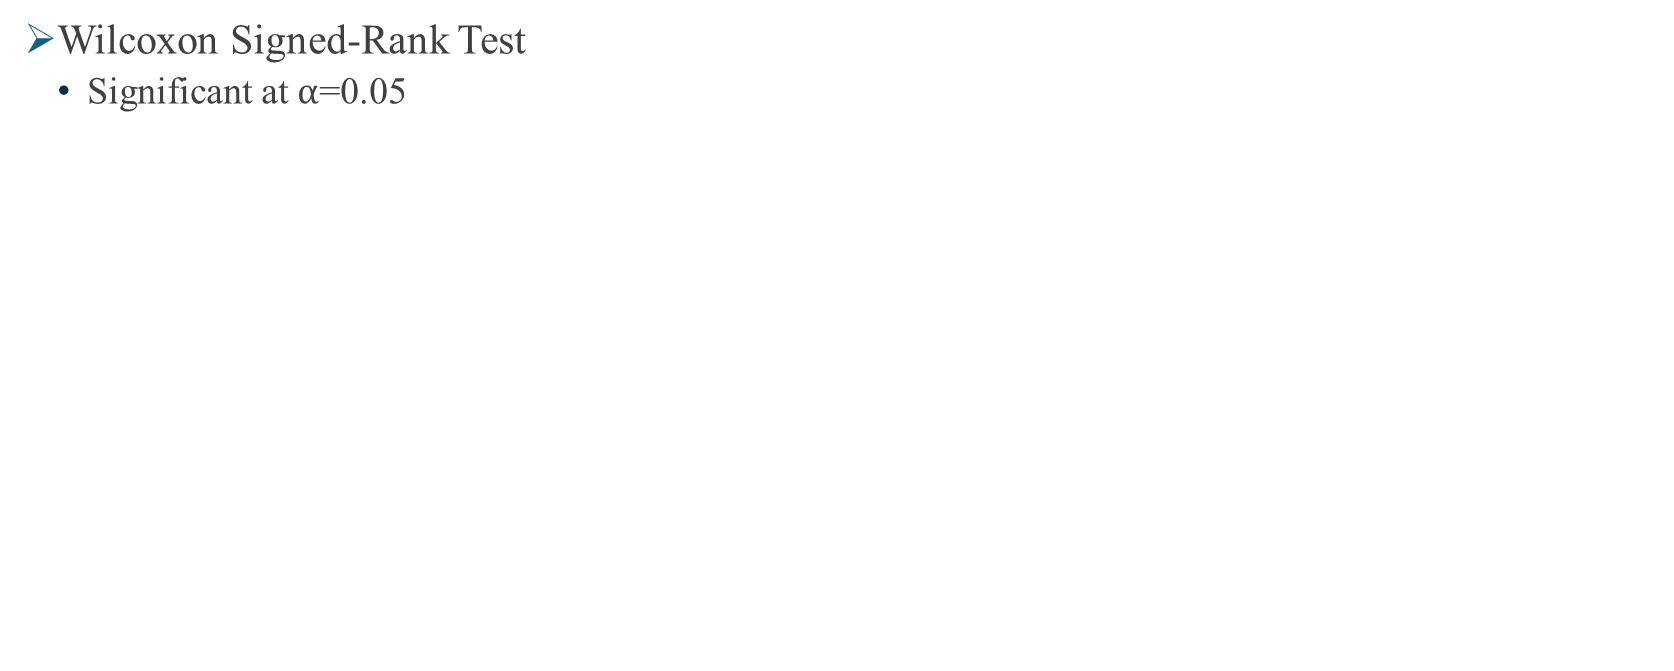 ➢Wilcoxon Signed-Rank Test
• Significant at α=0.05